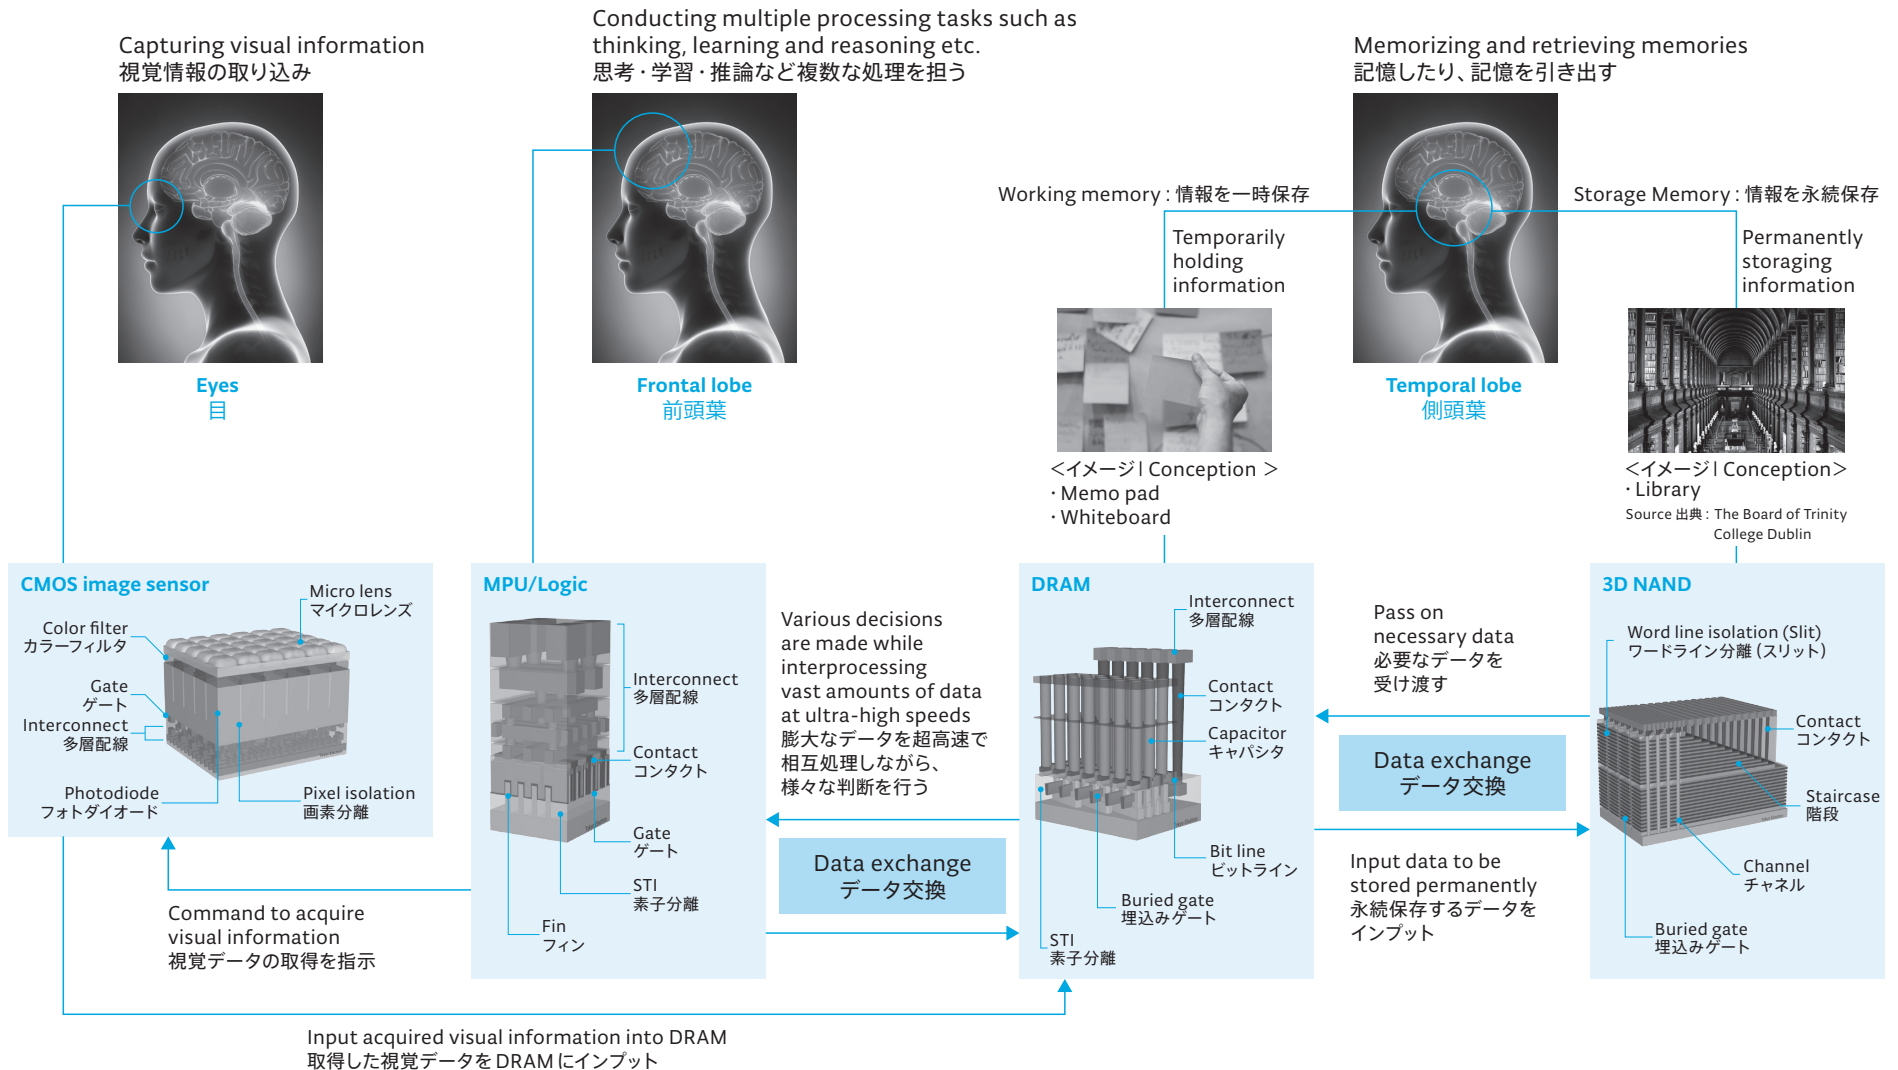 Capturing visual information
視覚情報の取り込み
Eyes
目
Conducting multiple processing tasks such as
thinking, learning and reasoning etc.
思考・学習・推論など複数な処理を担う
Frontal lobe
前頭葉
Memorizing and retrieving memories
記憶したり、記憶を引き出す
Temporal lobe
側頭葉
Working memory : 情報を一時保存
Temporarily
holding
information
<イメージ| Conception >
・Memo pad
・Whiteboard
Storage Memory : 情報を永続保存
Permanently
storaging
information
<イメージ| Conception>
・Library
Source 出典 : The Board of Trinity
College Dublin
CMOS image sensor
Micro lens
マイクロレンズ
Color filter
カラーフィルタ
Gate
ゲート
Interconnect
多層配線
Photodiode
フォトダイオード
Pixel isolation
画素分離
Command to acquire
visual information
視覚データの取得を指示
Input acquired visual information into DRAM
取得した視覚データをDRAMにインプット
MPU/Logic
Interconnect
多層配線
Contact
コンタクト
Gate
ゲート
STI
素子分離
Fin
フィン
Various decisions
are made while
interprocessing
vast amounts of data
at ultra-high speeds
膨大なデータを超高速で
相互処理しながら、
様々な判断を行う
Data exchange
データ交換
DRAM
Interconnect
多層配線
Contact
コンタクト
Capacitor
キャパシタ
Bit line
ビットライン
Buried gate
埋込みゲート
STI
素子分離
Pass on
necessary data
必要なデータを
受け渡す
Data exchange
データ交換
Input data to be
stored permanently
永続保存するデータを
インプット
3D NAND
Word line isolation (Slit)
ワードライン分離 (スリット)
Contact
コンタクト
Staircase
階段
Channel
チャネル
Buried gate
埋込みゲート